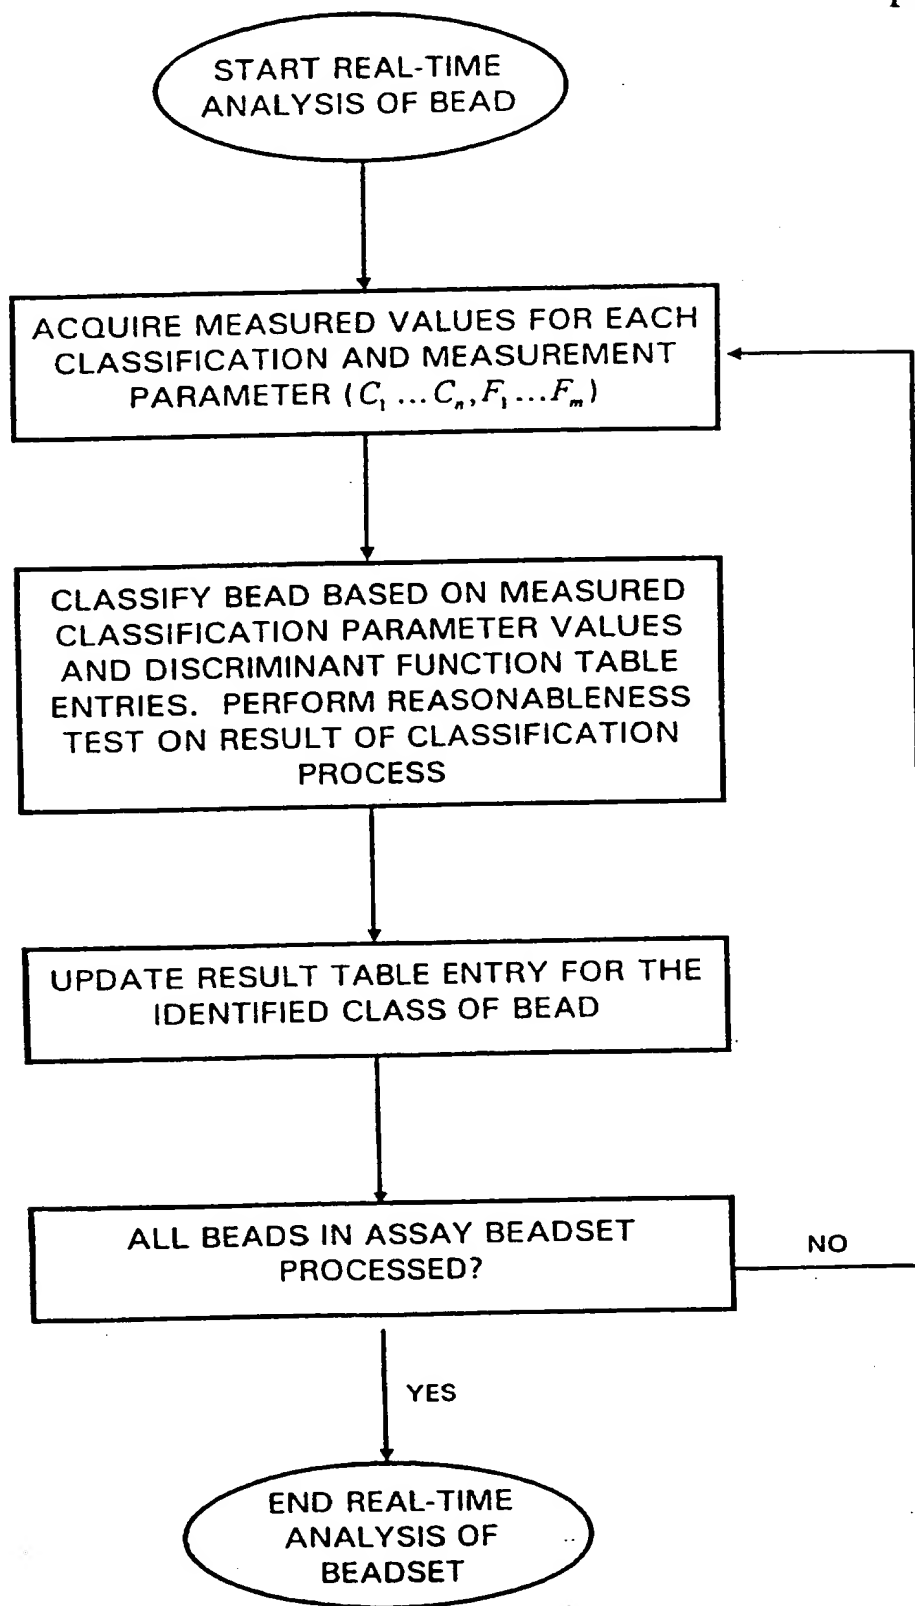 START REAL-TIME
ANALYSIS OF BEAD
ACQUIRE MEASURED VALUES FOR EACH
CLASSIFICATION AND MEASUREMENT
PARAMETER (C₁ ... Cₙ, F₁ ... Fₘ)
CLASSIFY BEAD BASED ON MEASURED
CLASSIFICATION PARAMETER VALUES
AND DISCRIMINANT FUNCTION TABLE
ENTRIES. PERFORM REASONABLENESS
TEST ON RESULT OF CLASSIFICATION
PROCESS
UPDATE RESULT TABLE ENTRY FOR THE
IDENTIFIED CLASS OF BEAD
ALL BEADS IN ASSAY BEADSET
PROCESSED?
NO
YES
END REAL-TIME
ANALYSIS OF
BEADSET